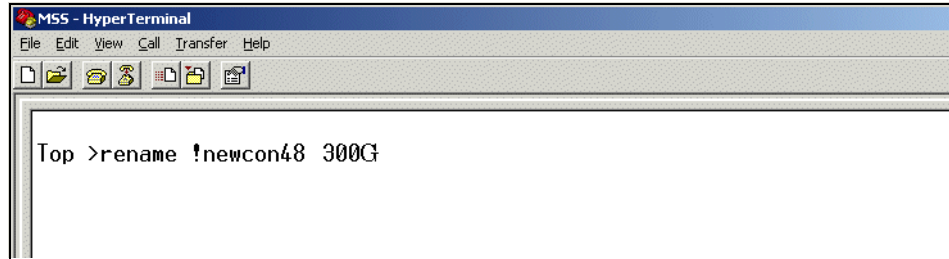 MSS - HyperTerminal
File Edit View Call Transfer Help
Top >rename !newcon48 300G